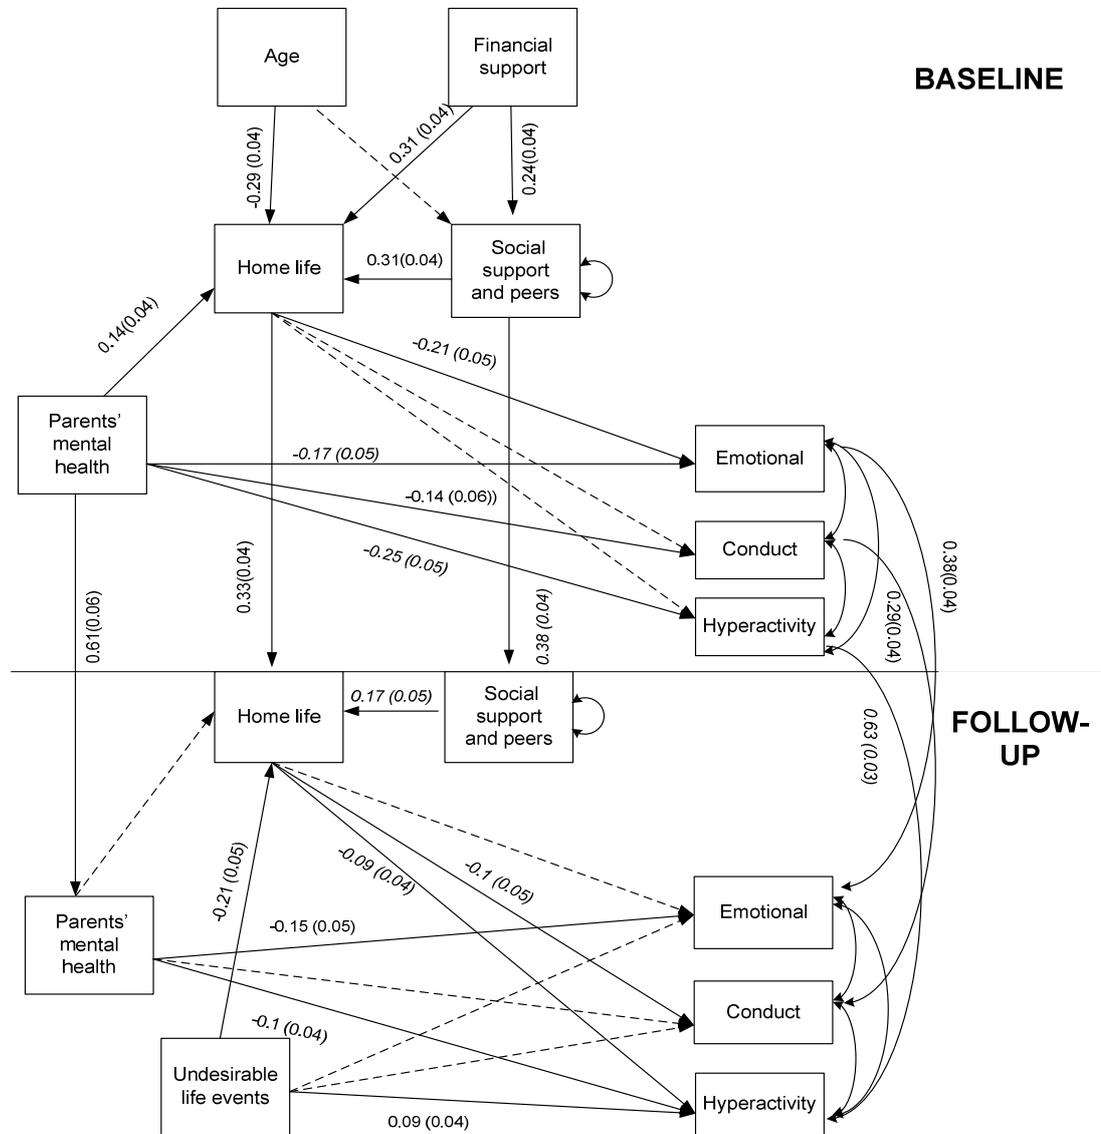 Age
Financial
support
BASELINE
-0.29 (0.04)
0.31 (0.04)
0.24(0.04)
Home life
0.31(0.04)
Social
support
and peers
0.14(0.04)
-0.21 (0.05)
Parents’
mental
health
-0.17 (0.05)
-0.14 (0.06))
-0.25 (0.05)
Emotional
Conduct
Hyperactivity
0.33(0.04)
0.38 (0.04)
0.61(0.06)
0.38(0.04)
0.29(0.04)
0.63 (0.03)
FOLLOW-
UP
Home life
0.17 (0.05)
Social
support
and peers
-0.21 (0.05)
-0.09 (0.04)
-0.1 (0.05)
Parents’
mental
health
-0.15 (0.05)
-0.1 (0.04)
Emotional
Conduct
Hyperactivity
Undesirable
life events
0.09 (0.04)